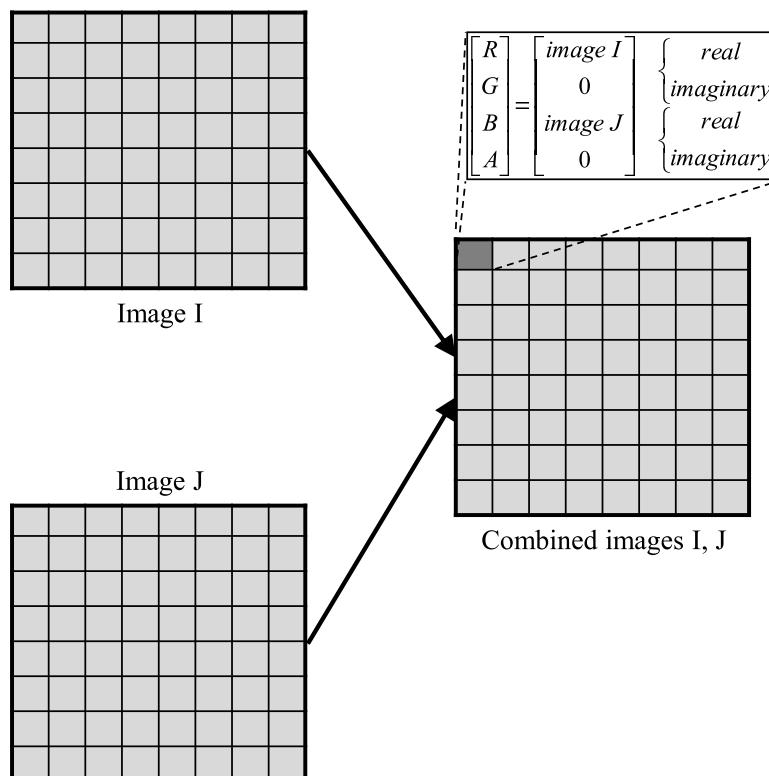 R image I real
G 0 imaginary
=
B image J real
A 0 imaginary
Image I
Image J
Combined images I, J